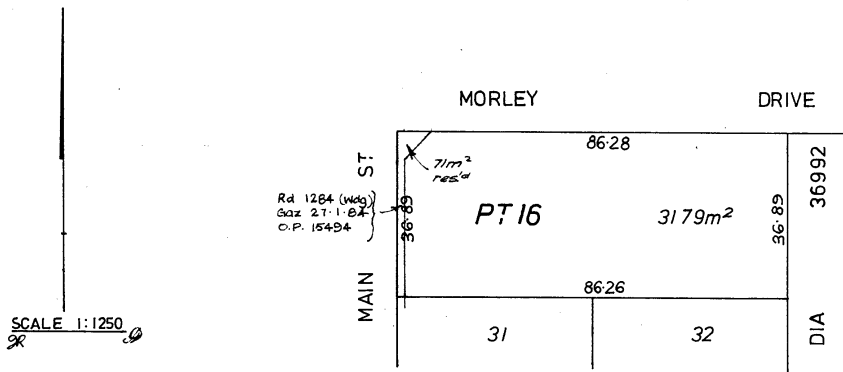 MORLEY DRIVE
86·28
71m²
res'd
MAIN ST
Rd 1284 (Wdg)
Gaz 27·1·84
O.P. 15494
36·89
PT 16
3179m²
36·89
36992
DIA
86·26
31
32
SCALE 1:1250